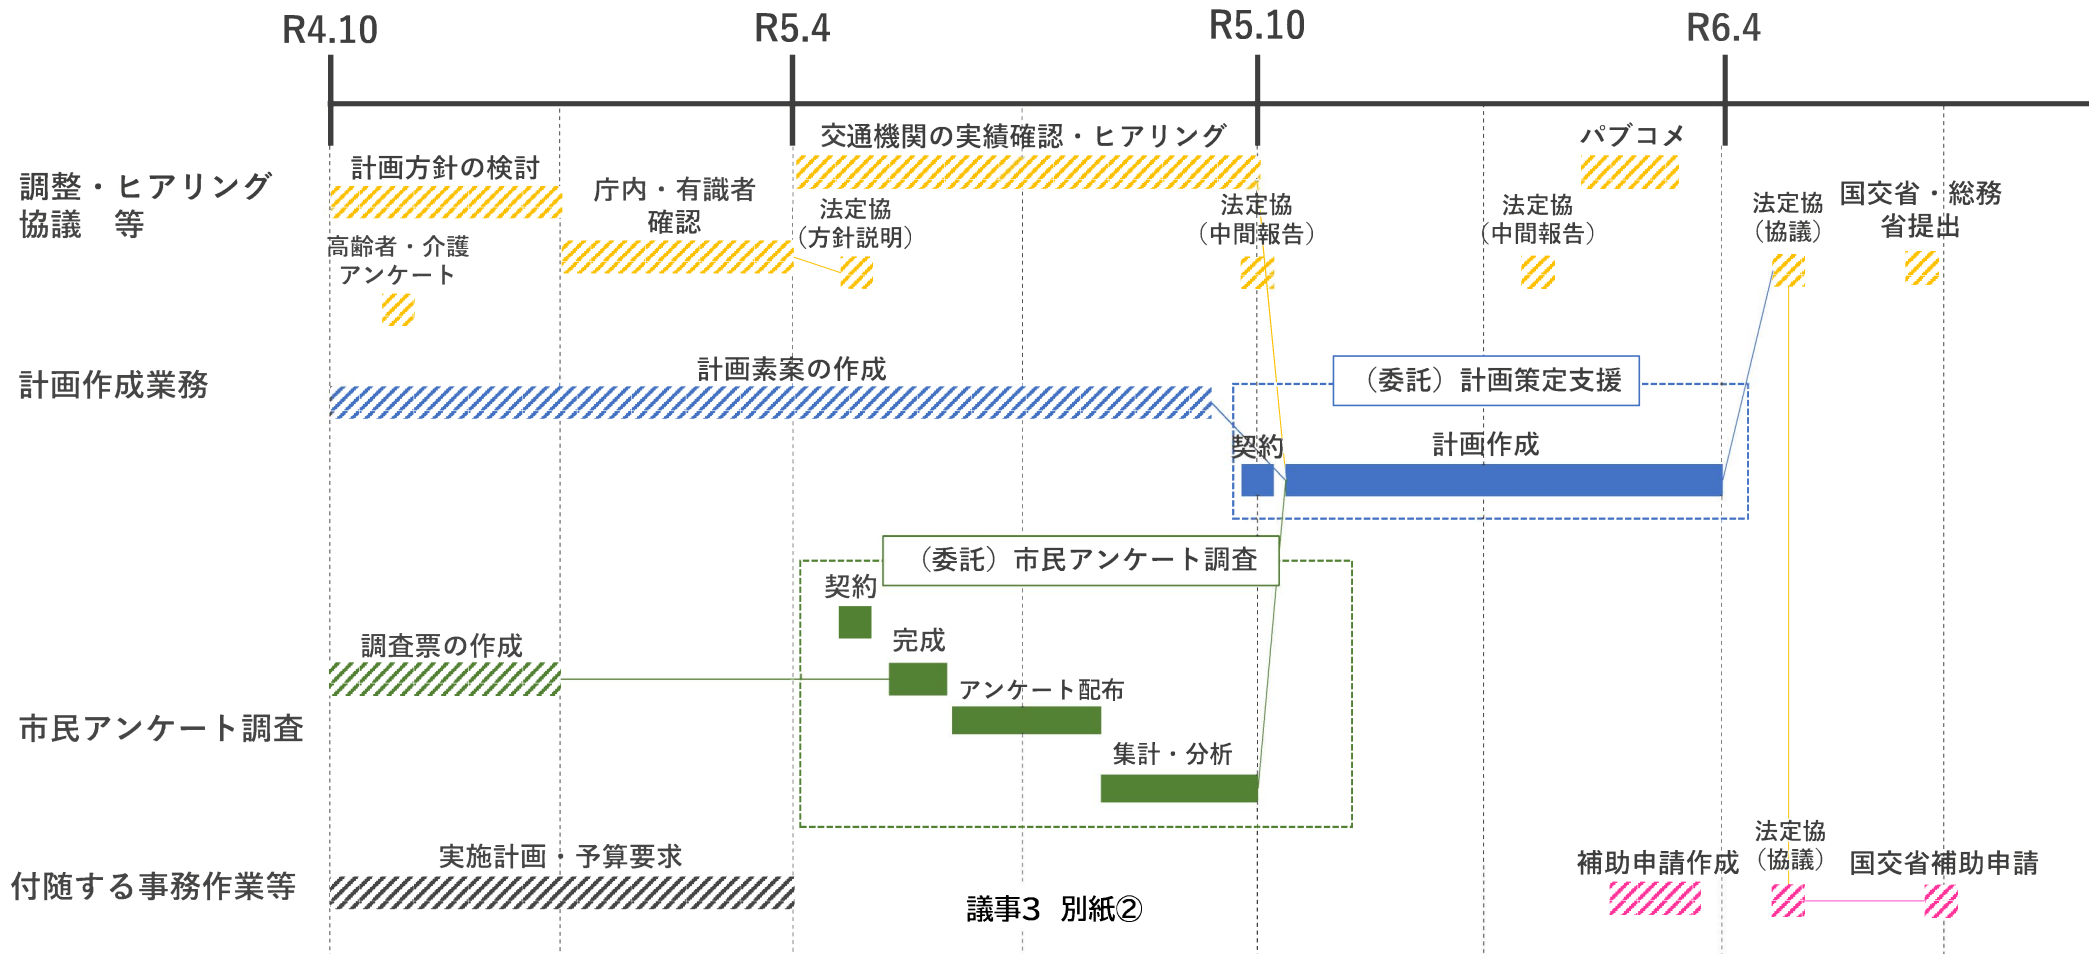 R4.10
R5.4
R5.10
R6.4
調整・ヒアリング
協議　等
計画方針の検討
高齢者・介護
アンケート
庁内・有識者
確認
交通機関の実績確認・ヒアリング
法定協
（方針説明）
法定協
（中間報告）
法定協
（中間報告）
パブコメ
法定協
（協議）
国交省・総務
省提出
計画作成業務
計画素案の作成
（委託）計画策定支援
契約
計画作成
市民アンケート調査
調査票の作成
（委託）市民アンケート調査
契約
完成
アンケート配布
集計・分析
付随する事務作業等
実施計画・予算要求
補助申請作成
法定協
（協議）
国交省補助申請
議事3　別紙②